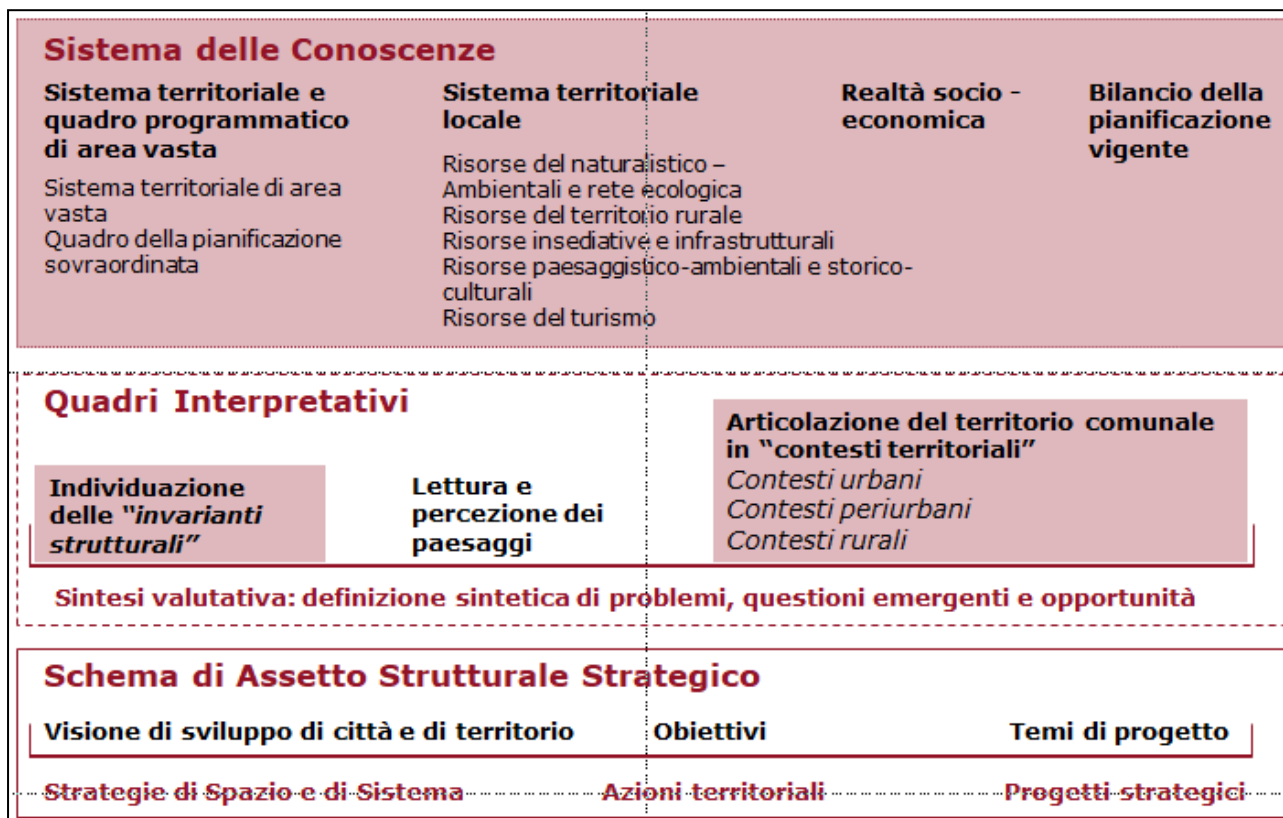 Sistema delle Conoscenze
Sistema territoriale e
quadro programmatico
di area vasta
Sistema territoriale di area
vasta
Quadro della pianificazione
sovraordinata
Sistema territoriale
locale
Risorse del naturalistico –
Ambientali e rete ecologica
Risorse del territorio rurale
Risorse insediative e infrastrutturali
Risorse paesaggistico-ambientali e storico-
culturali
Risorse del turismo
Realtà socio -
economica
Bilancio della
pianificazione
vigente
Quadri Interpretativi
Individuazione
delle “invarianti
strutturali”
Lettura e
percezione dei
paesaggi
Articolazione del territorio comunale
in “contesti territoriali”
Contesti urbani
Contesti periurbani
Contesti rurali
Sintesi valutativa: definizione sintetica di problemi, questioni emergenti e opportunità
Schema di Assetto Strutturale Strategico
Visione di sviluppo di città e di territorio
Obiettivi
Temi di progetto
Strategie di Spazio e di Sistema
Azioni territoriali
Progetti strategici